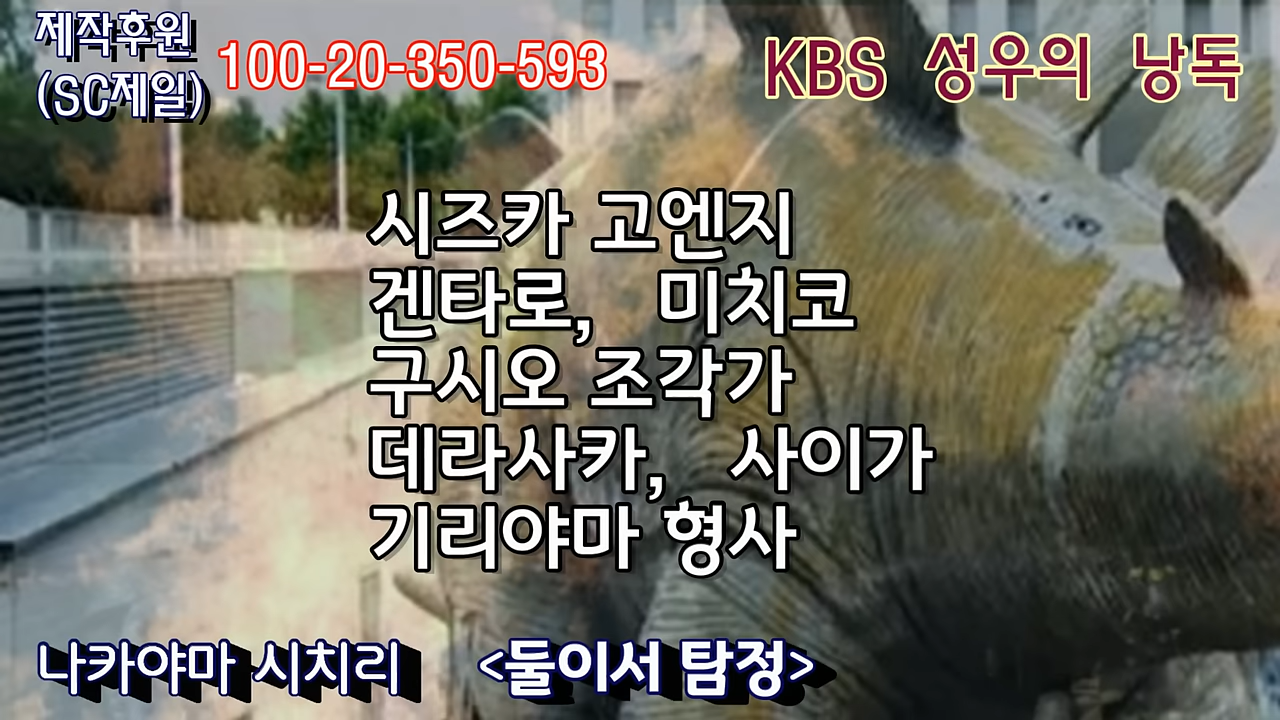 제작후원
(SC제일)
100-20-350-593
KBS 성우의 낭독
시즈카 고엔지
겐타로, 미치코
구시오 조각가
데라사카, 사이가
기리야마 형사
나카야마 시치리 <둘이서 탐정>